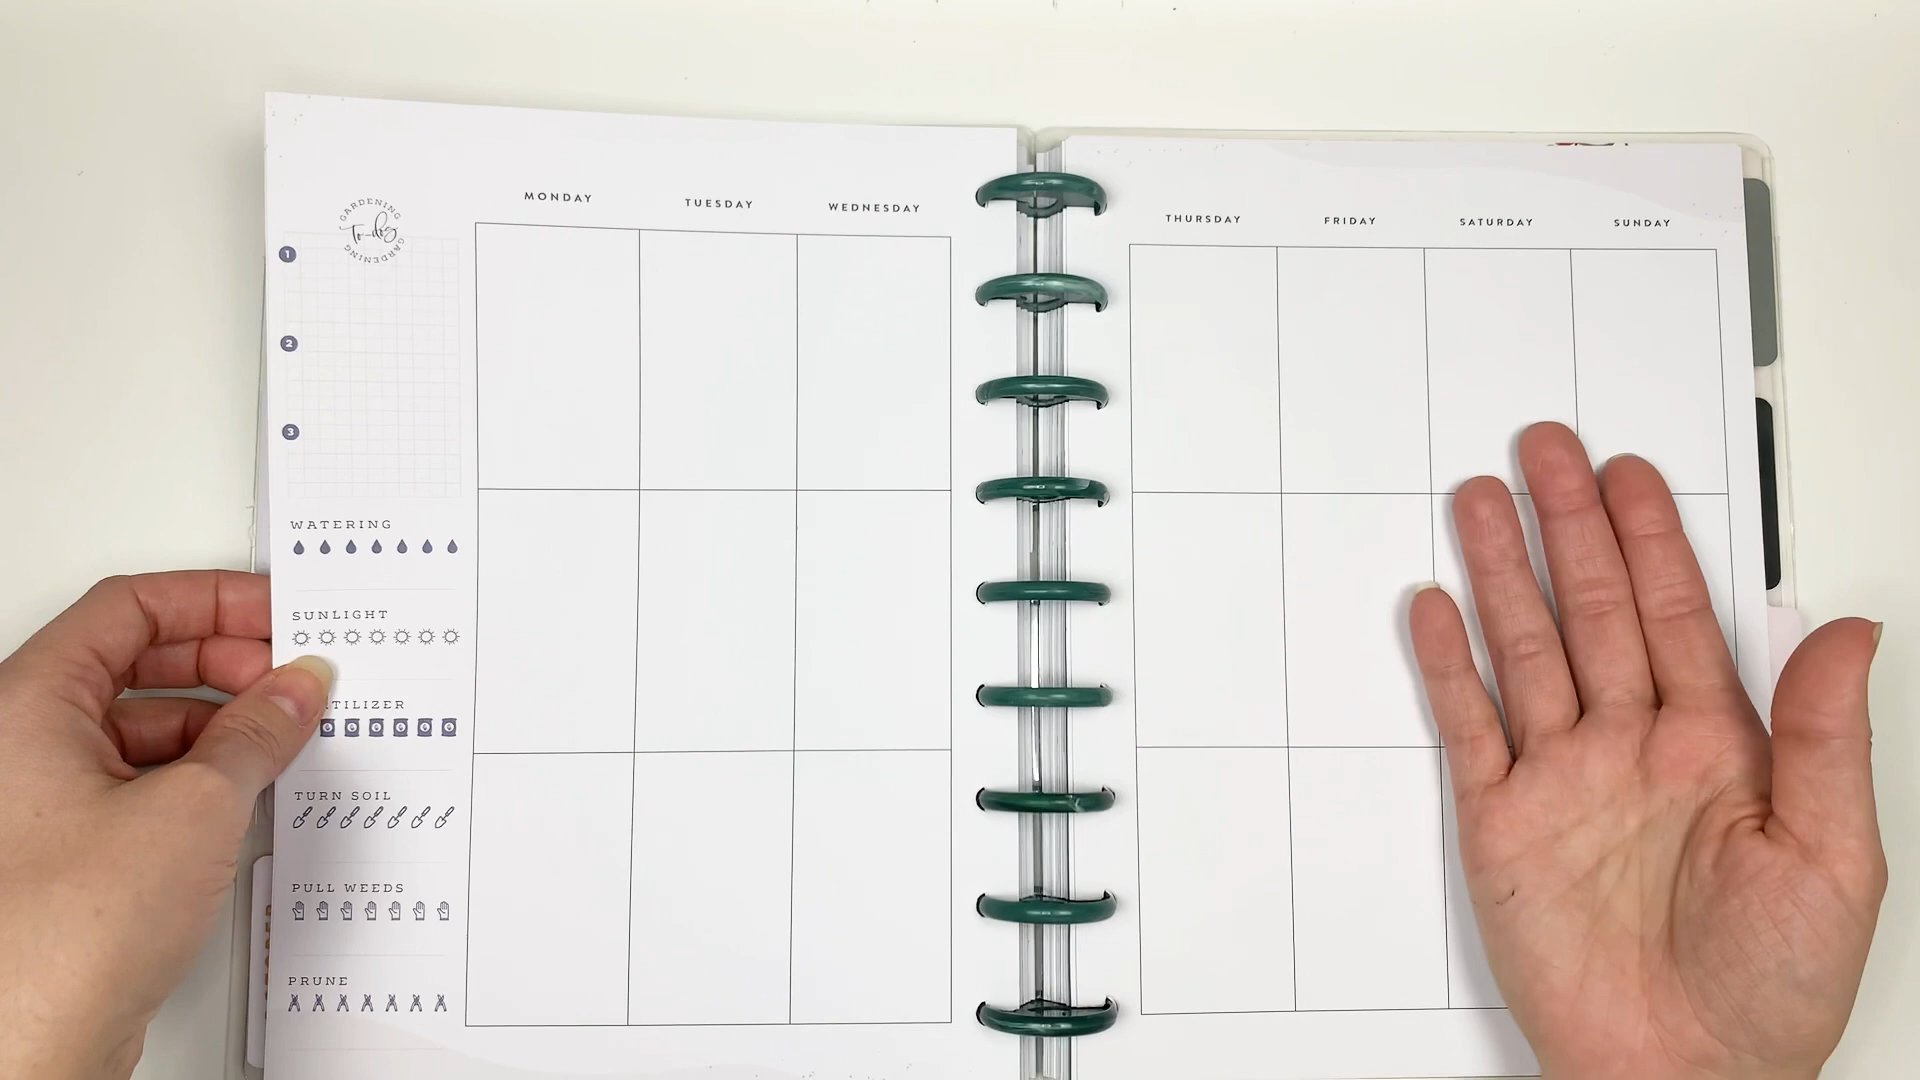 GARDENING
To-dos
GARDENING
1
2
3
WATERING
SUNLIGHT
TILIZER
TURN SOIL
PULL WEEDS
PRUNE
MONDAY TUESDAY WEDNESDAY
THURSDAY FRIDAY SATURDAY SUNDAY